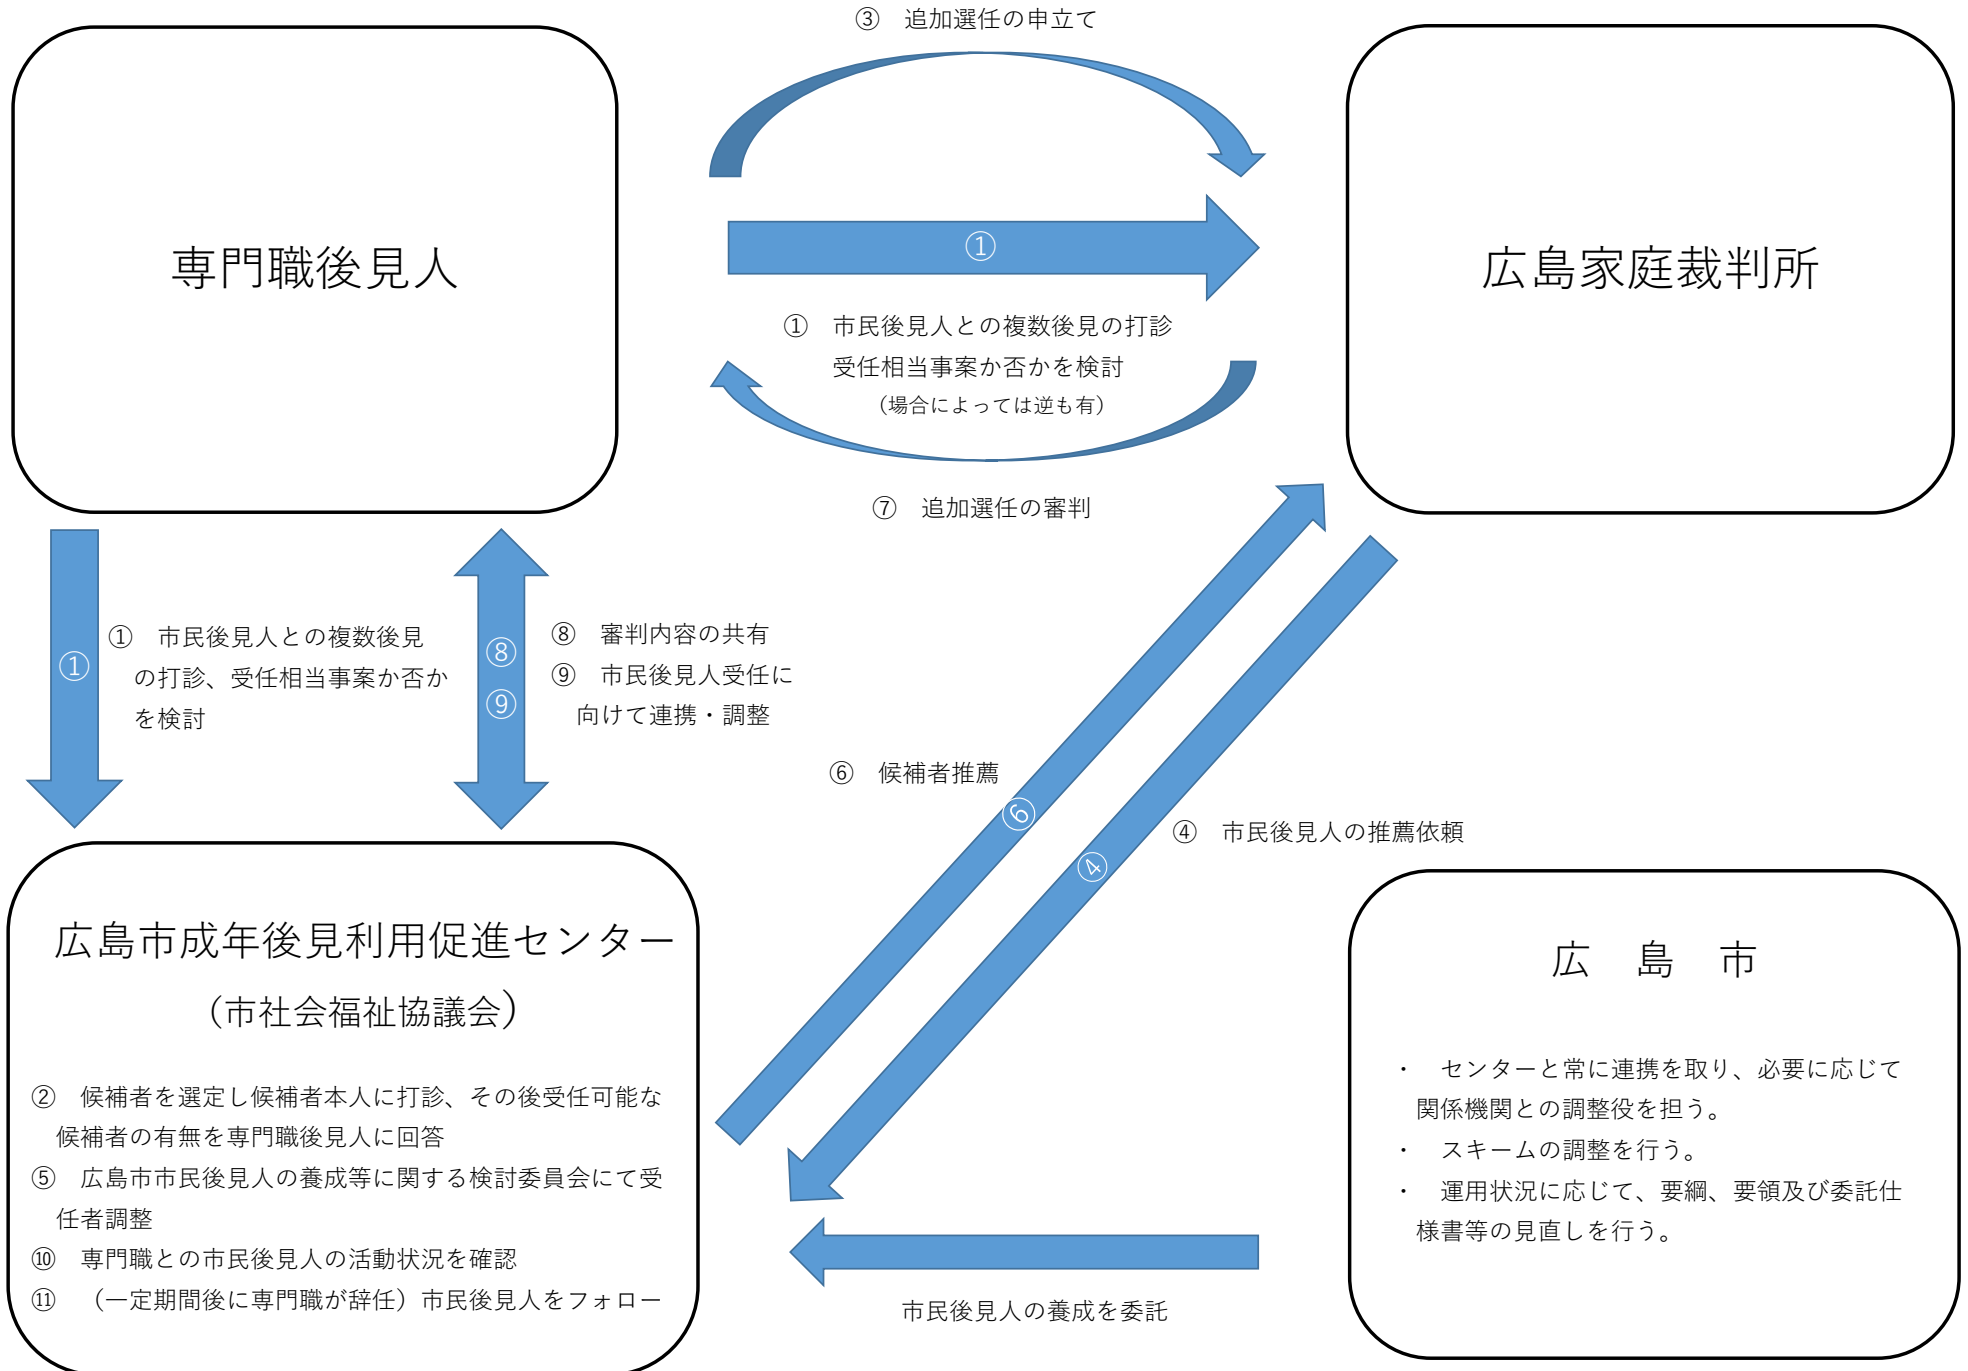 ③　追加選任の申立て
専門職後見人
①
広島家庭裁判所
①　市民後見人との複数後見の打診
受任相当事案か否かを検討
（場合によっては逆も有）
⑦　追加選任の審判
①
①　市民後見人との複数後見
の打診、受任相当事案か否か
を検討
⑧
⑨
⑧　審判内容の共有
⑨　市民後見人受任に
向けて連携・調整
⑥　候補者推薦
⑥
④
④　市民後見人の推薦依頼
広島市成年後見利用促進センター
（市社会福祉協議会）
②　候補者を選定し候補者本人に打診、その後受任可能な
候補者の有無を専門職後見人に回答
⑤　広島市市民後見人の養成等に関する検討委員会にて受
任者調整
⑩　専門職との市民後見人の活動状況を確認
⑪　（一定期間後に専門職が辞任）市民後見人をフォロー
広　島　市
・　センターと常に連携を取り、必要に応じて
関係機関との調整役を担う。
・　スキームの調整を行う。
・　運用状況に応じて、要綱、要領及び委託仕
様書等の見直しを行う。
市民後見人の養成を委託